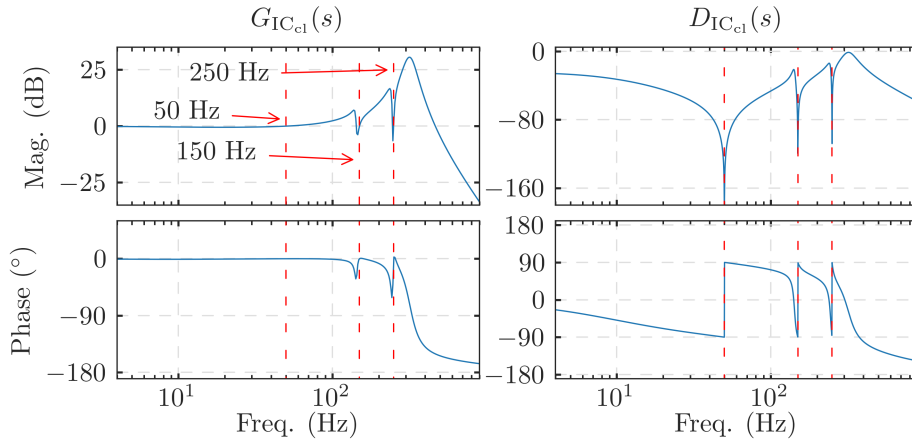 G_{IC_{cl}}(s)
D_{IC_{cl}}(s)
Mag. (dB)
25
0
−25
250 Hz
50 Hz
150 Hz
0
−80
−160
Phase (°)
0
−90
−180
180
90
0
−90
−180
10^1
10^2
Freq. (Hz)
10^1
10^2
Freq. (Hz)